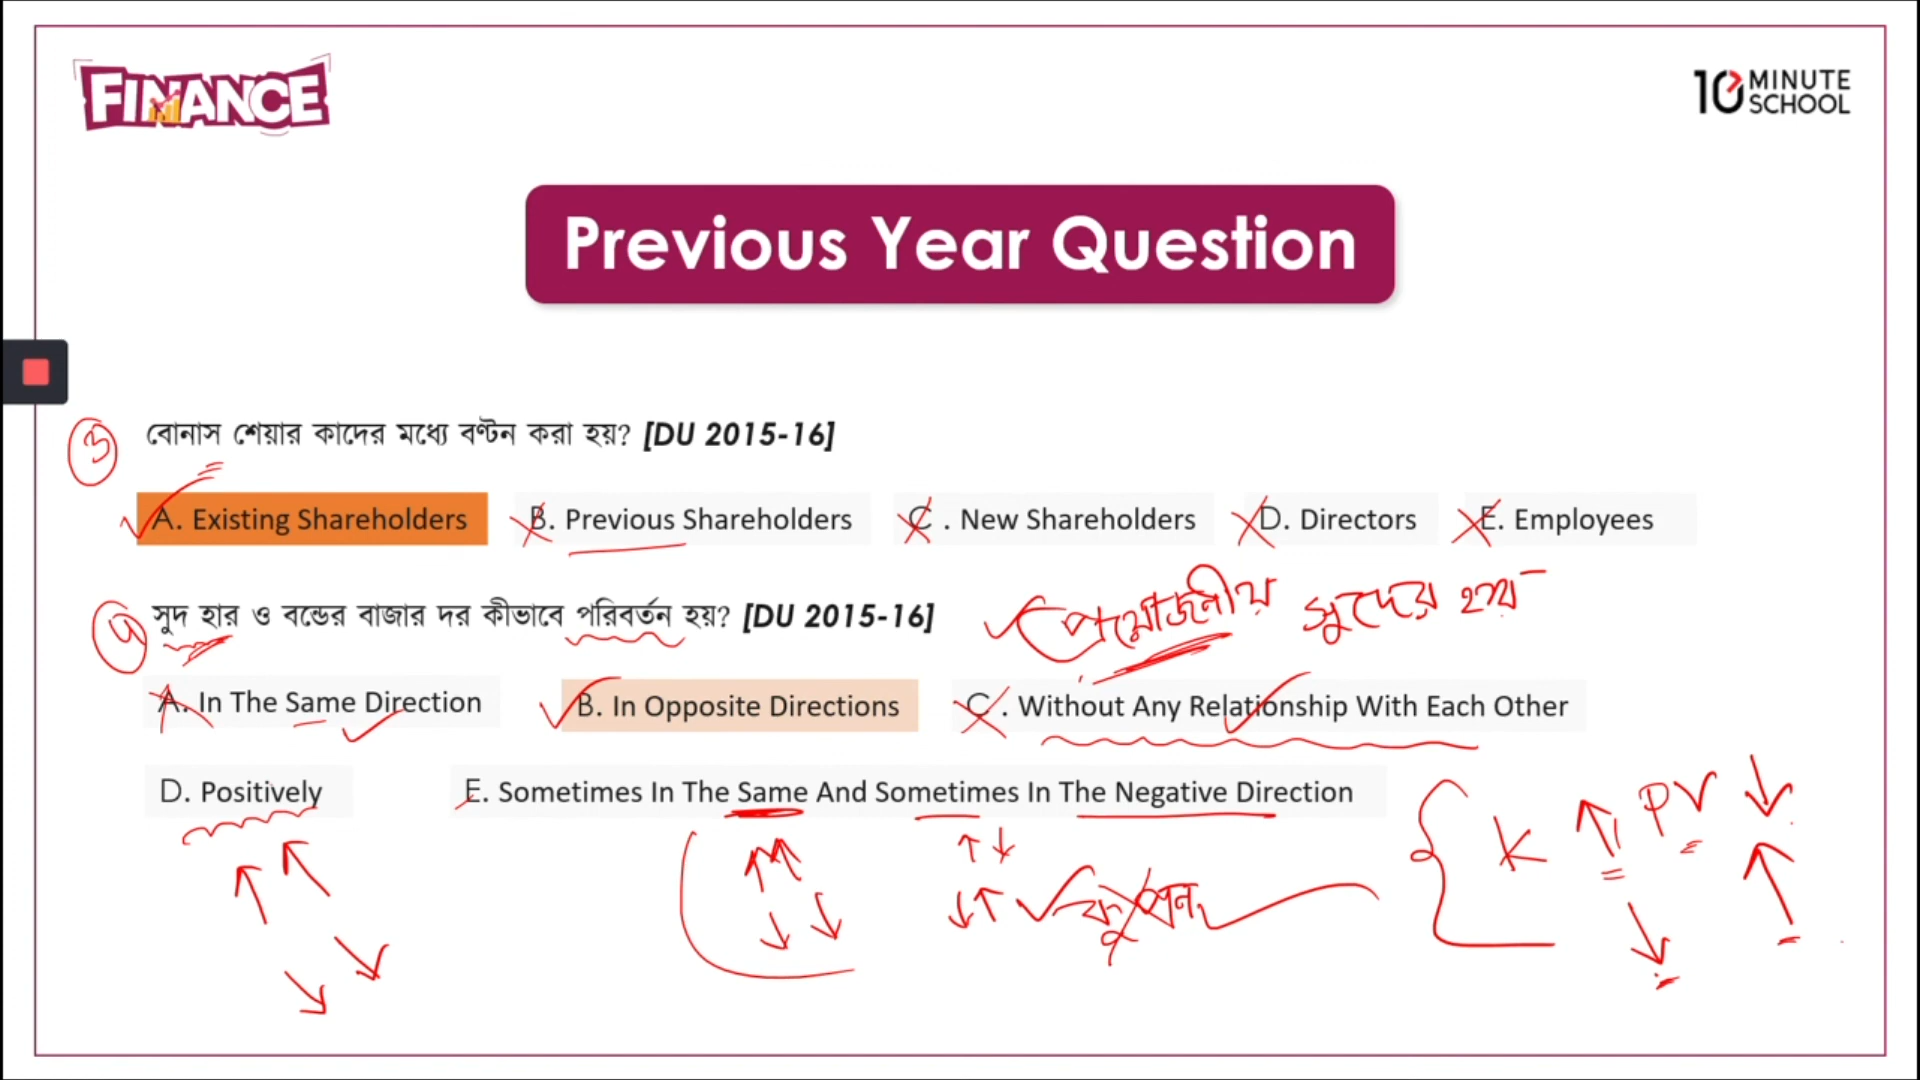 FINANCE
10 MINUTE SCHOOL
Previous Year Question
৩ বোনাস শেয়ার কাদের মধ্যে বণ্টন করা হয়? [DU 2015-16]
A. Existing Shareholders B. Previous Shareholders C . New Shareholders D. Directors E. Employees
সুদ হার ও বন্ডের বাজার দর কীভাবে পরিবর্তন হয়? [DU 2015-16]
প্রয়োজনীয় সুদের হার
A. In The Same Direction B. In Opposite Directions C . Without Any Relationship With Each Other
D. Positively E. Sometimes In The Same And Sometimes In The Negative Direction
K ↑ PV ↓
কুপন